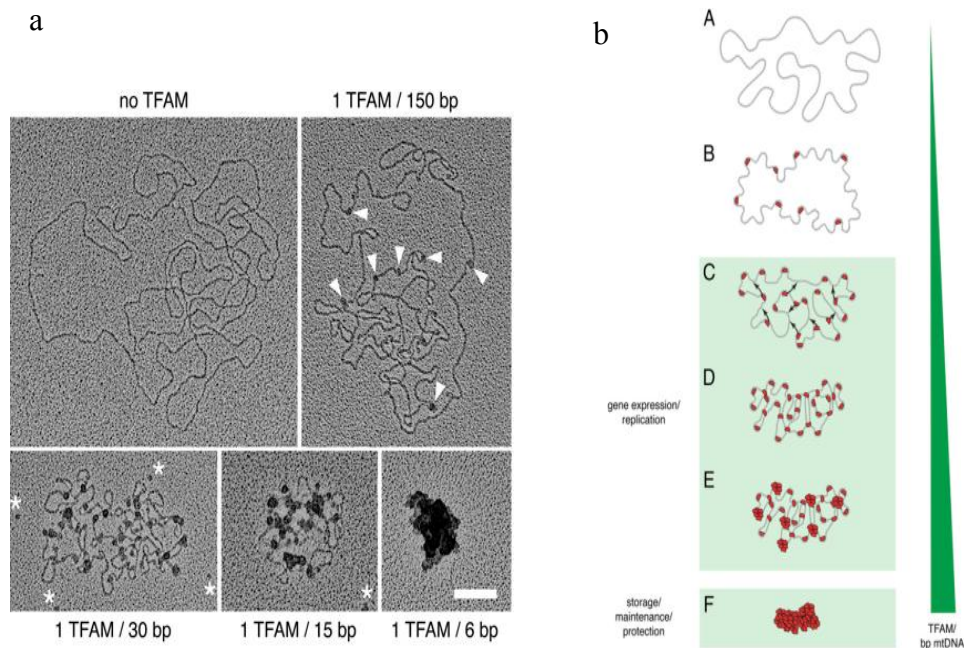 a
no TFAM
1 TFAM / 150 bp
* * * *
*
1 TFAM / 30 bp
1 TFAM / 15 bp
1 TFAM / 6 bp
b
A
B
C
D
gene expression/
replication
E
storage/
maintenance/
protection
F
TFAM/
bp mtDNA